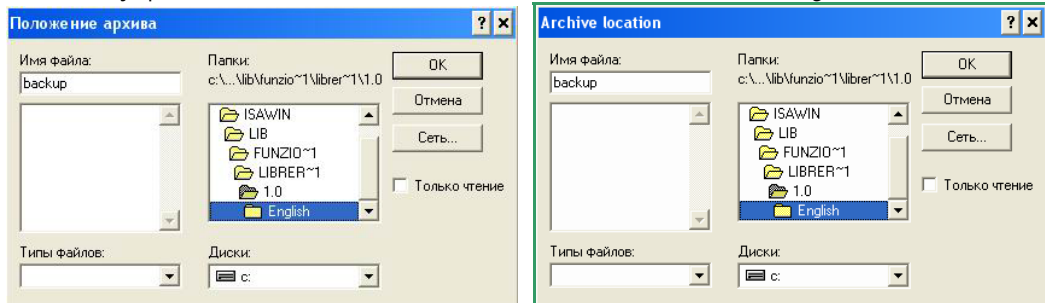 Положение архива
Имя файла:
backup
Папки:
c:\...\lib\funzio~1\librer~1\1.0
ISAWIN
LIB
FUNZIO~1
LIBRER~1
1.0
English
OK
Отмена
Сеть...
Только чтение
Типы файлов:
Диски:
c:
Archive location
Имя файла:
backup
Папки:
c:\...\lib\funzio~1\librer~1\1.0
ISAWIN
LIB
FUNZIO~1
LIBRER~1
1.0
English
OK
Отмена
Сеть...
Только чтение
Типы файлов:
Диски:
c: